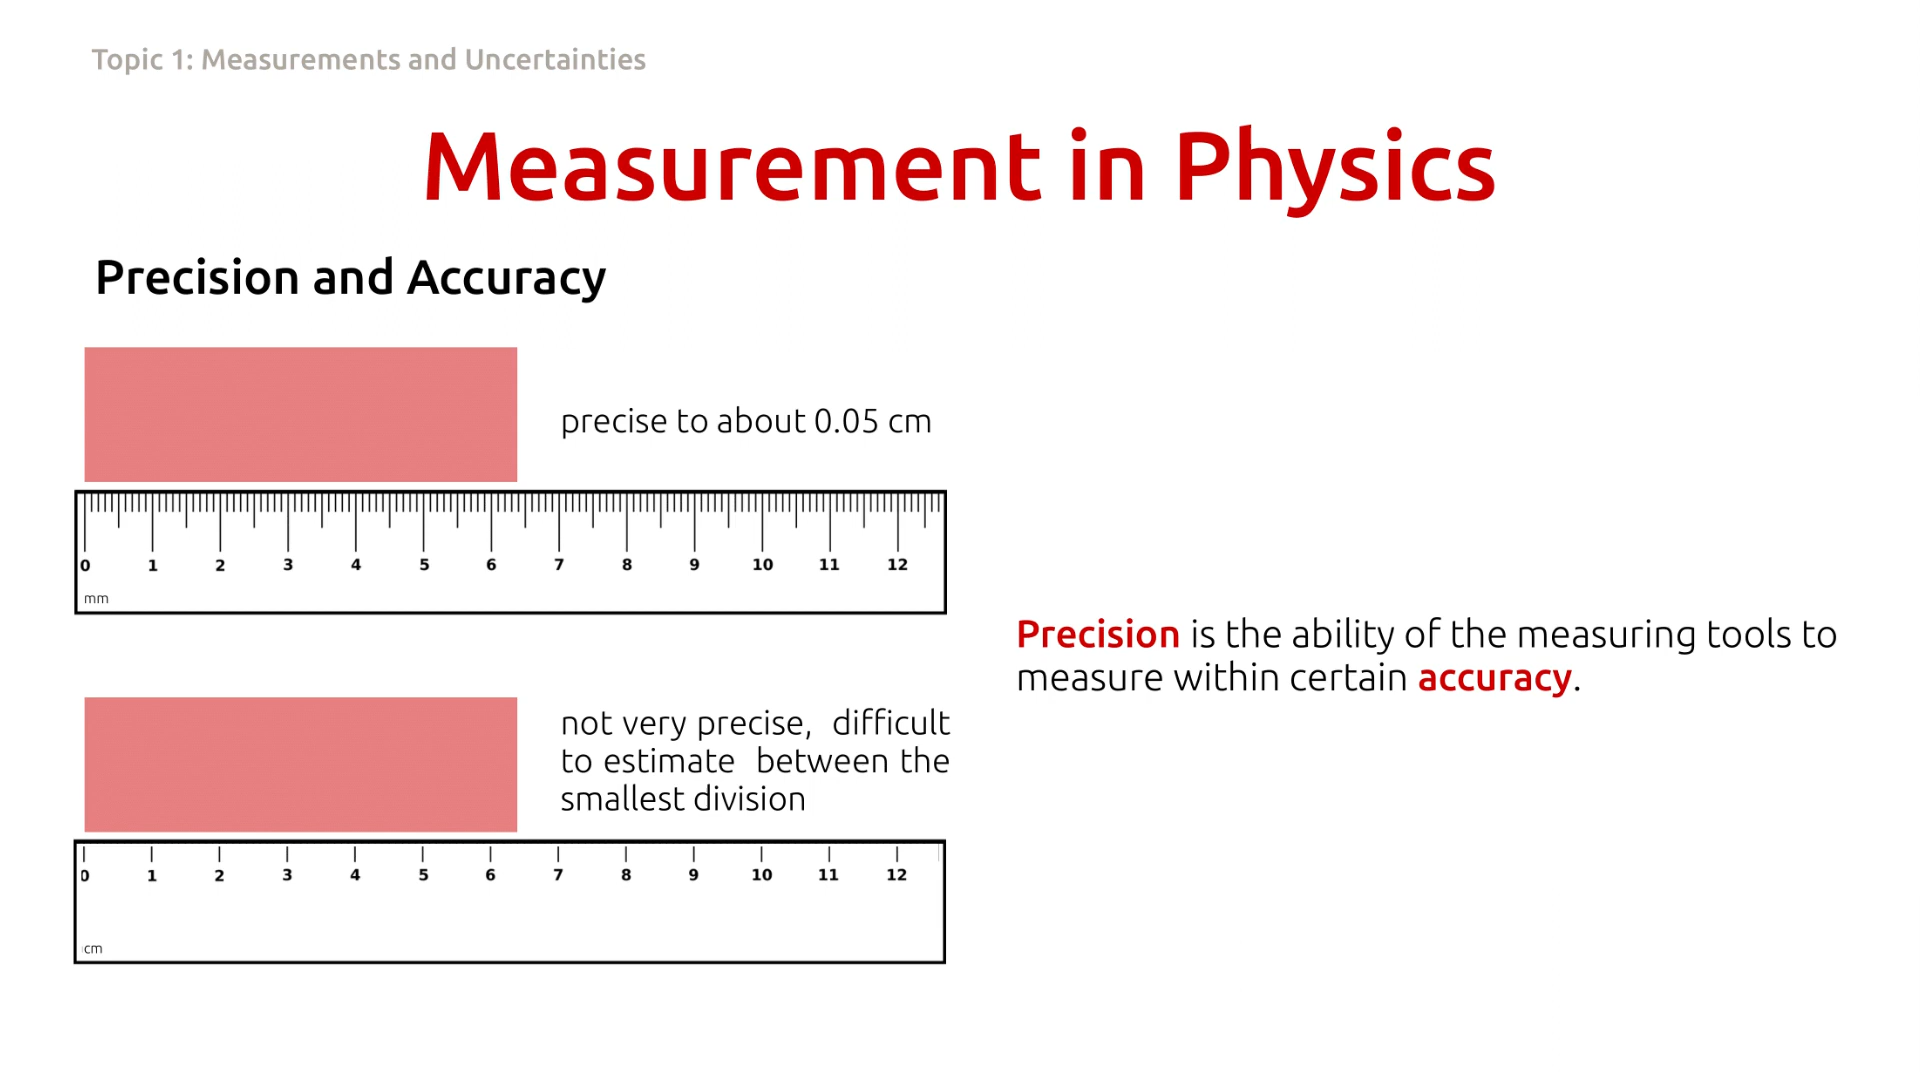 Topic 1: Measurements and Uncertainties
Measurement in Physics
Precision and Accuracy
precise to about 0.05 cm
0 1 2 3 4 5 6 7 8 9 10 11 12
mm
Precision is the ability of the measuring tools to
measure within certain accuracy.
not very precise, difficult
to estimate between the
smallest division
0 1 2 3 4 5 6 7 8 9 10 11 12
cm